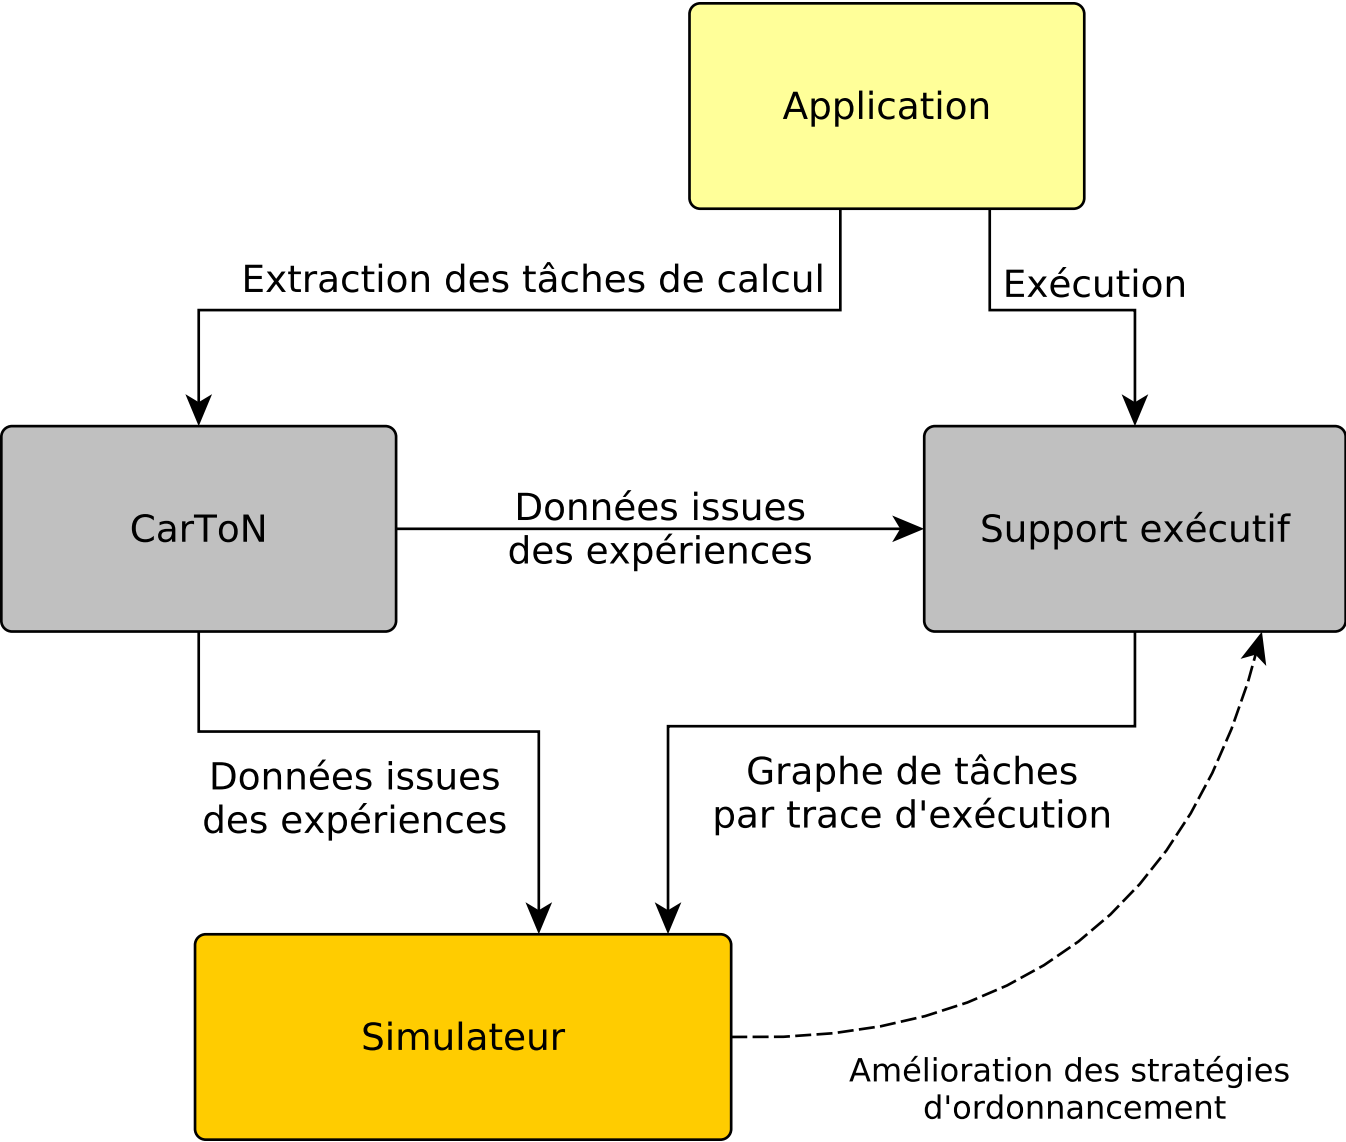 Application
Extraction des tâches de calcul
Exécution
CarToN
Données issues
des expériences
Support exécutif
Données issues
des expériences
Graphe de tâches
par trace d'exécution
Simulateur
Amélioration des stratégies
d'ordonnancement